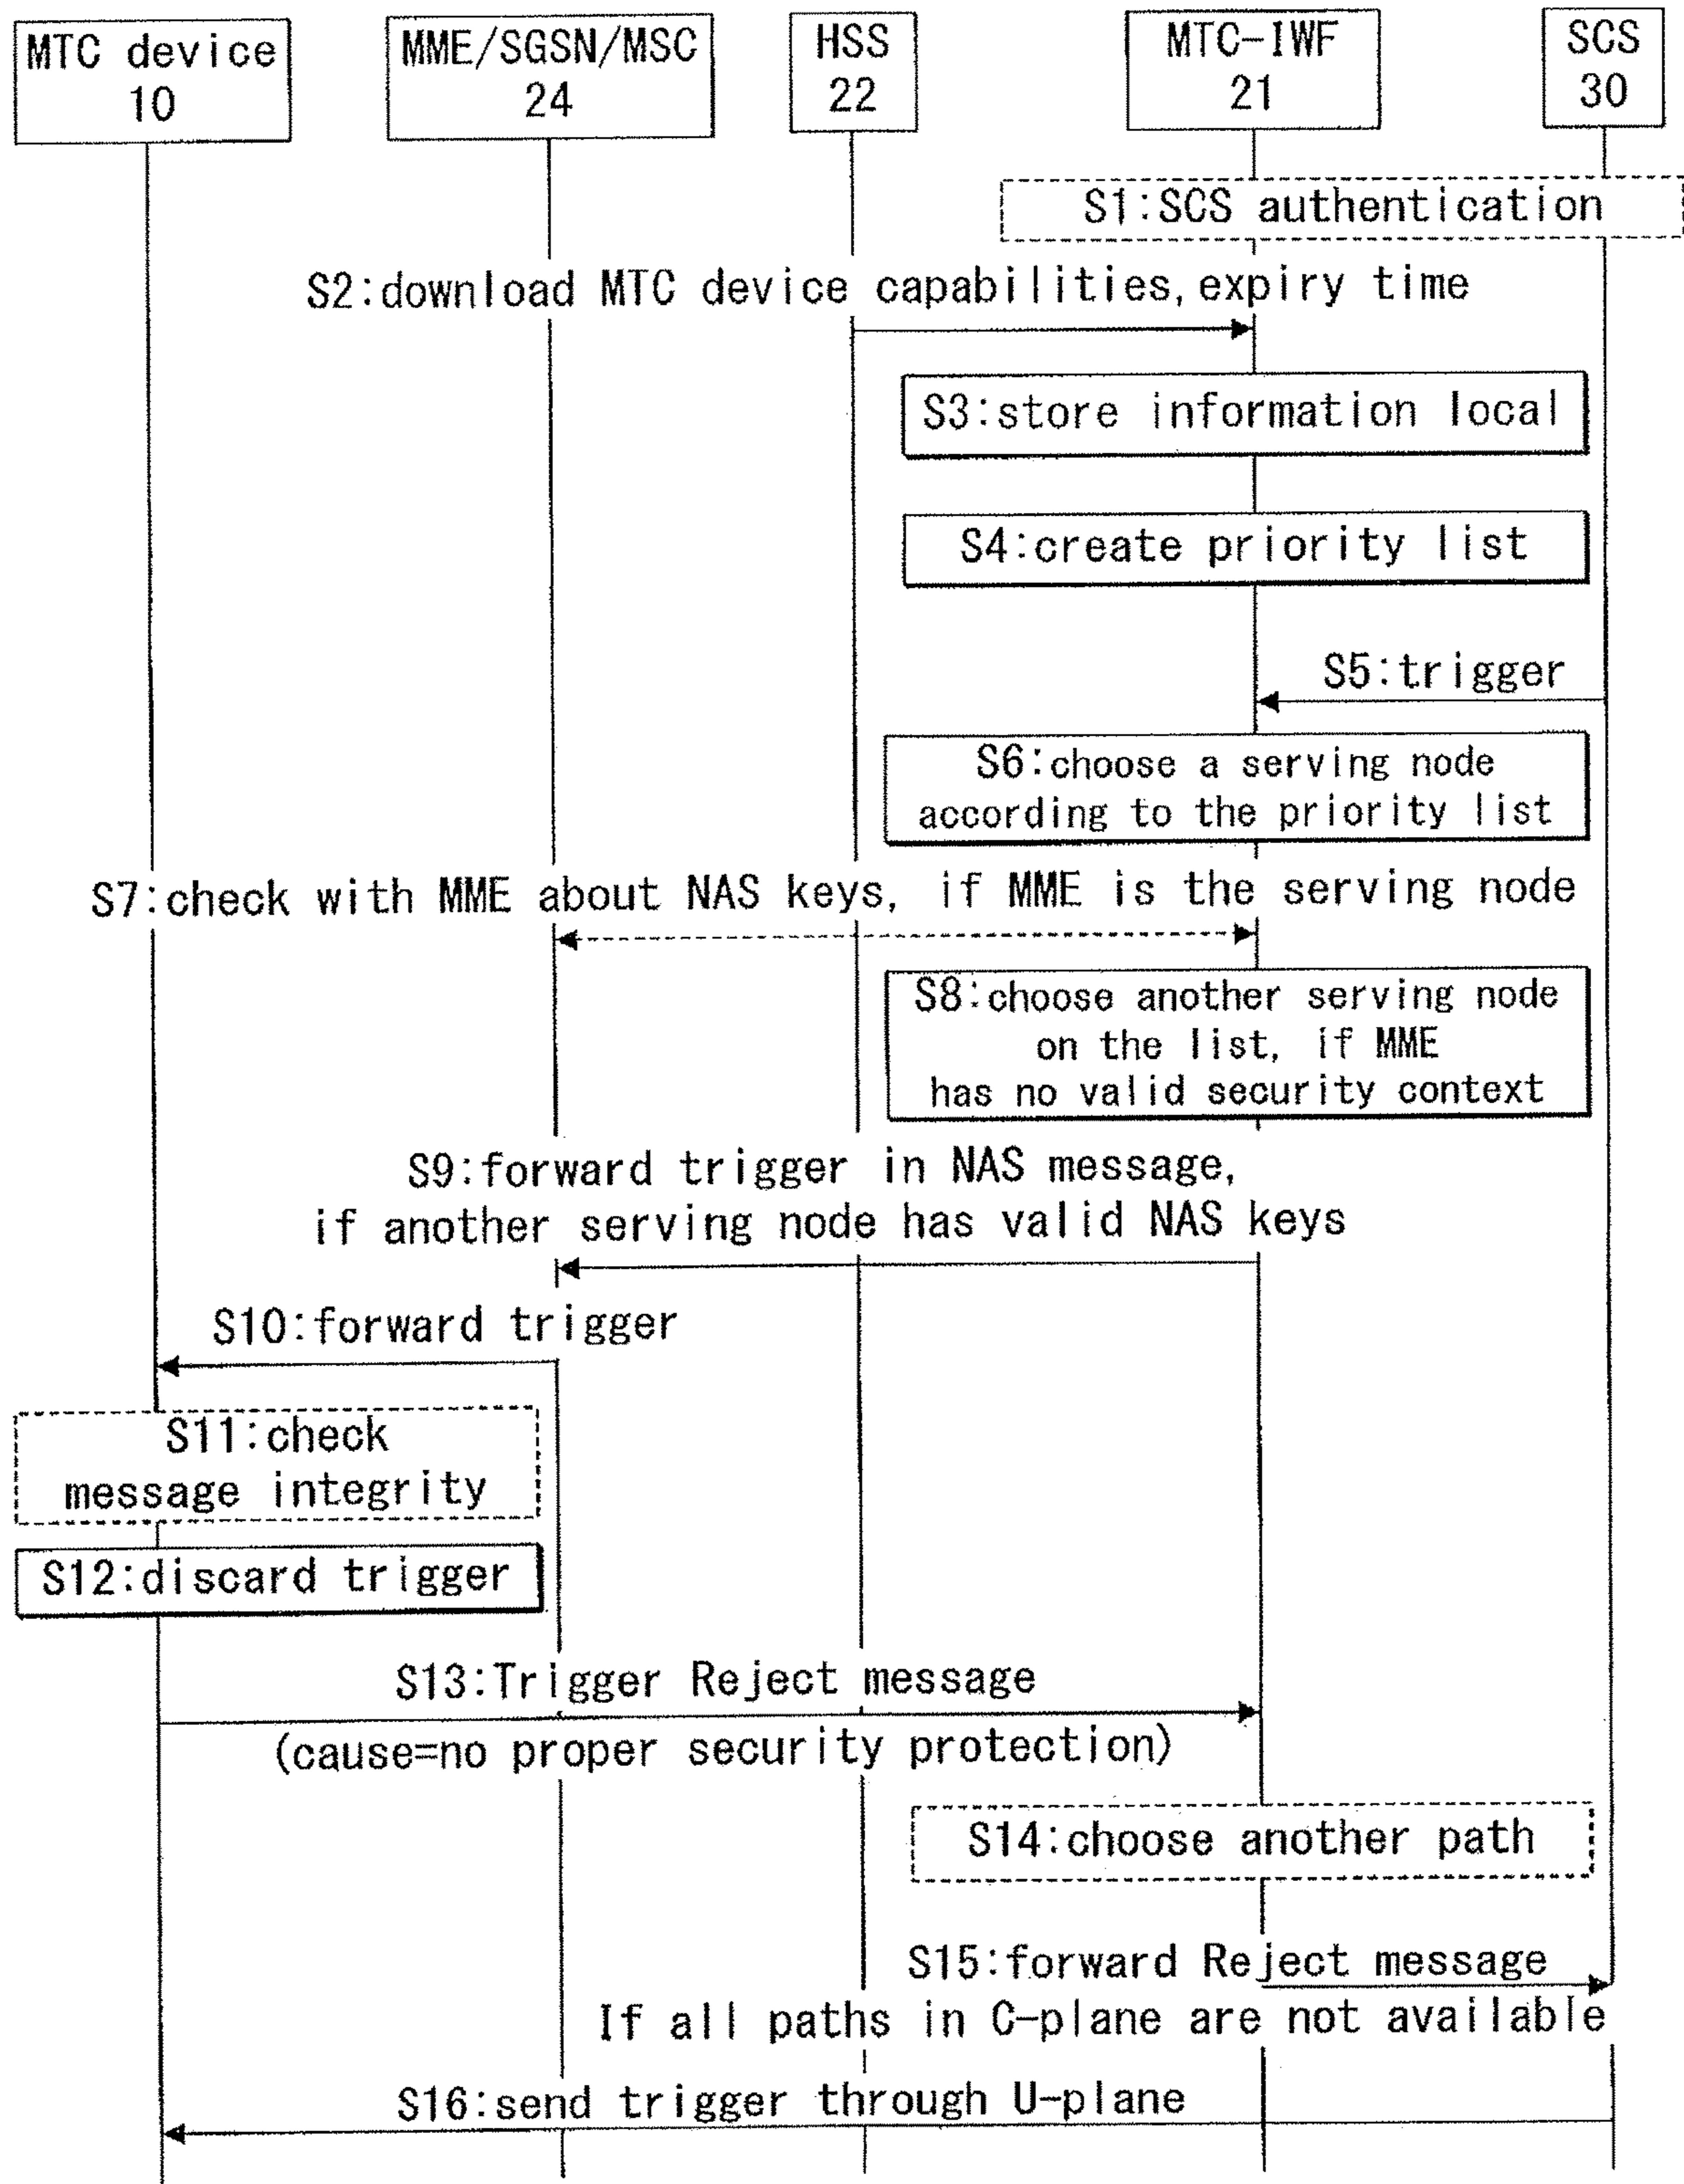 MTC device
10
MME/SGSN/MSC
24
HSS
22
MTC-IWF
21
SCS
30
S1:SCS authentication
S2:download MTC device capabilities, expiry time
S3:store information local
S4:create priority list
S5:trigger
S6:choose a serving node
according to the priority list
S7:check with MME about NAS keys, if MME is the serving node
S8:choose another serving node
on the list, if MME
has no valid security context
S9:forward trigger in NAS message,
if another serving node has valid NAS keys
S10:forward trigger
S11:check
message integrity
S12:discard trigger
S13:Trigger Reject message
(cause=no proper security protection)
S14:choose another path
S15:forward Reject message
If all paths in C-plane are not available
S16:send trigger through U-plane